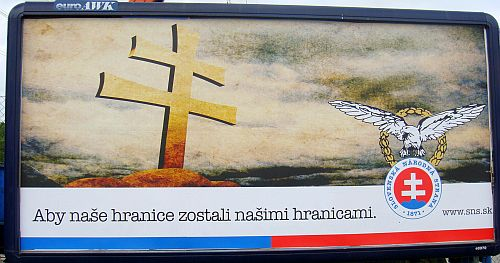 euroAWK
SLOVENSKÁ NÁRODNÁ STRANA
1871
Aby naše hranice zostali našimi hranicami.
www.sns.sk